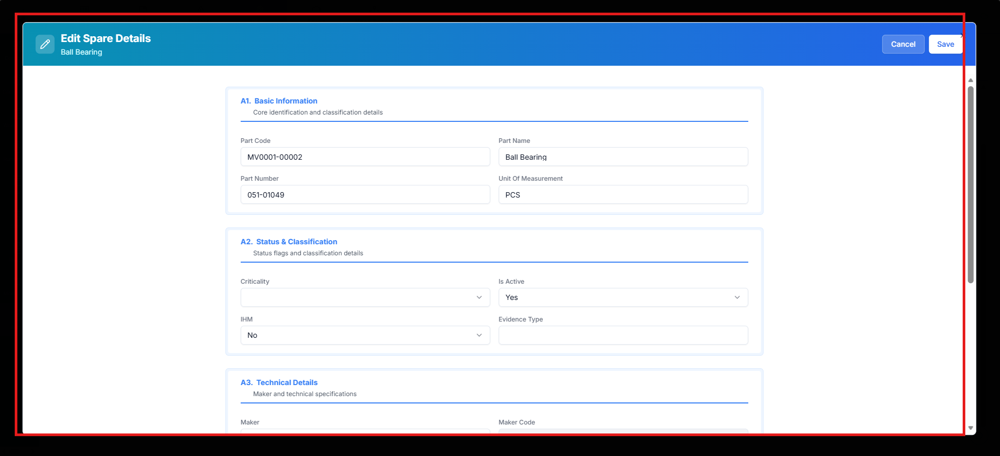 Edit Spare Details
Ball Bearing
Cancel
Save
A1. Basic Information
Core identification and classification details
Part Code
Part Name
MV0001-00002
Ball Bearing
Part Number
Unit Of Measurement
051-01049
PCS
A2. Status & Classification
Status flags and classification details
Criticality
Is Active
Yes
IHM
Evidence Type
No
A3. Technical Details
Maker and technical specifications
Maker
Maker Code